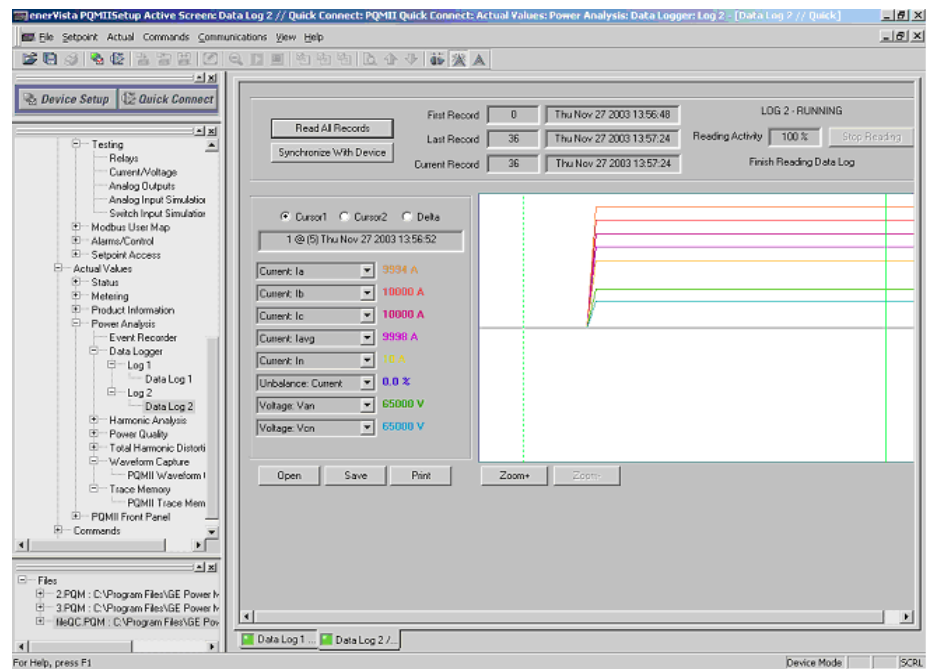 enerVista PQMIISetup Active Screen: Data Log 2 // Quick Connect: PQMII Quick Connect: Actual Values: Power Analysis: Data Logger: Log 2 - [Data Log 2 // Quick]
File Setpoint Actual Commands Communications View Help
Device Setup Quick Connect
Testing
Relays
Current/Voltage
Analog Outputs
Analog Input Simulation
Switch Input Simulation
Modbus User Map
Alarms/Control
Setpoint Access
Actual Values
Status
Metering
Product Information
Power Analysis
Event Recorder
Data Logger
Log 1
Data Log 1
Log 2
Data Log 2
Harmonic Analysis
Power Quality
Total Harmonic Distorti
Waveform Capture
PQMII Waveform
Trace Memory
PQMII Trace Mem
PQMII Front Panel
Commands
Files
2.PQM : C:\Program Files\GE Power M
3.PQM : C:\Program Files\GE Power M
fileQC.PQM : C:\Program Files\GE Pow
Read All Records
Synchronize With Device
First Record 0 Thu Nov 27 2003 13:56:48
Last Record 36 Thu Nov 27 2003 13:57:24
Current Record 36 Thu Nov 27 2003 13:57:24
LOG 2 - RUNNING
Reading Activity 100 % Stop Reading
Finish Reading Data Log
Cursor1 Cursor2 Delta
1 @ (5) Thu Nov 27 2003 13:56:52
Current: Ia 9994 A
Current: Ib 10000 A
Current: Ic 10000 A
Current: Iavg 9998 A
Current: In A
Unbalance: Current 0.0 %
Voltage: Van 65000 V
Voltage: Vcn 65000 V
Open Save Print Zoom+ Zoom-
Data Log 1 ... Data Log 2 /...
For Help, press F1 Device Mode SCRL